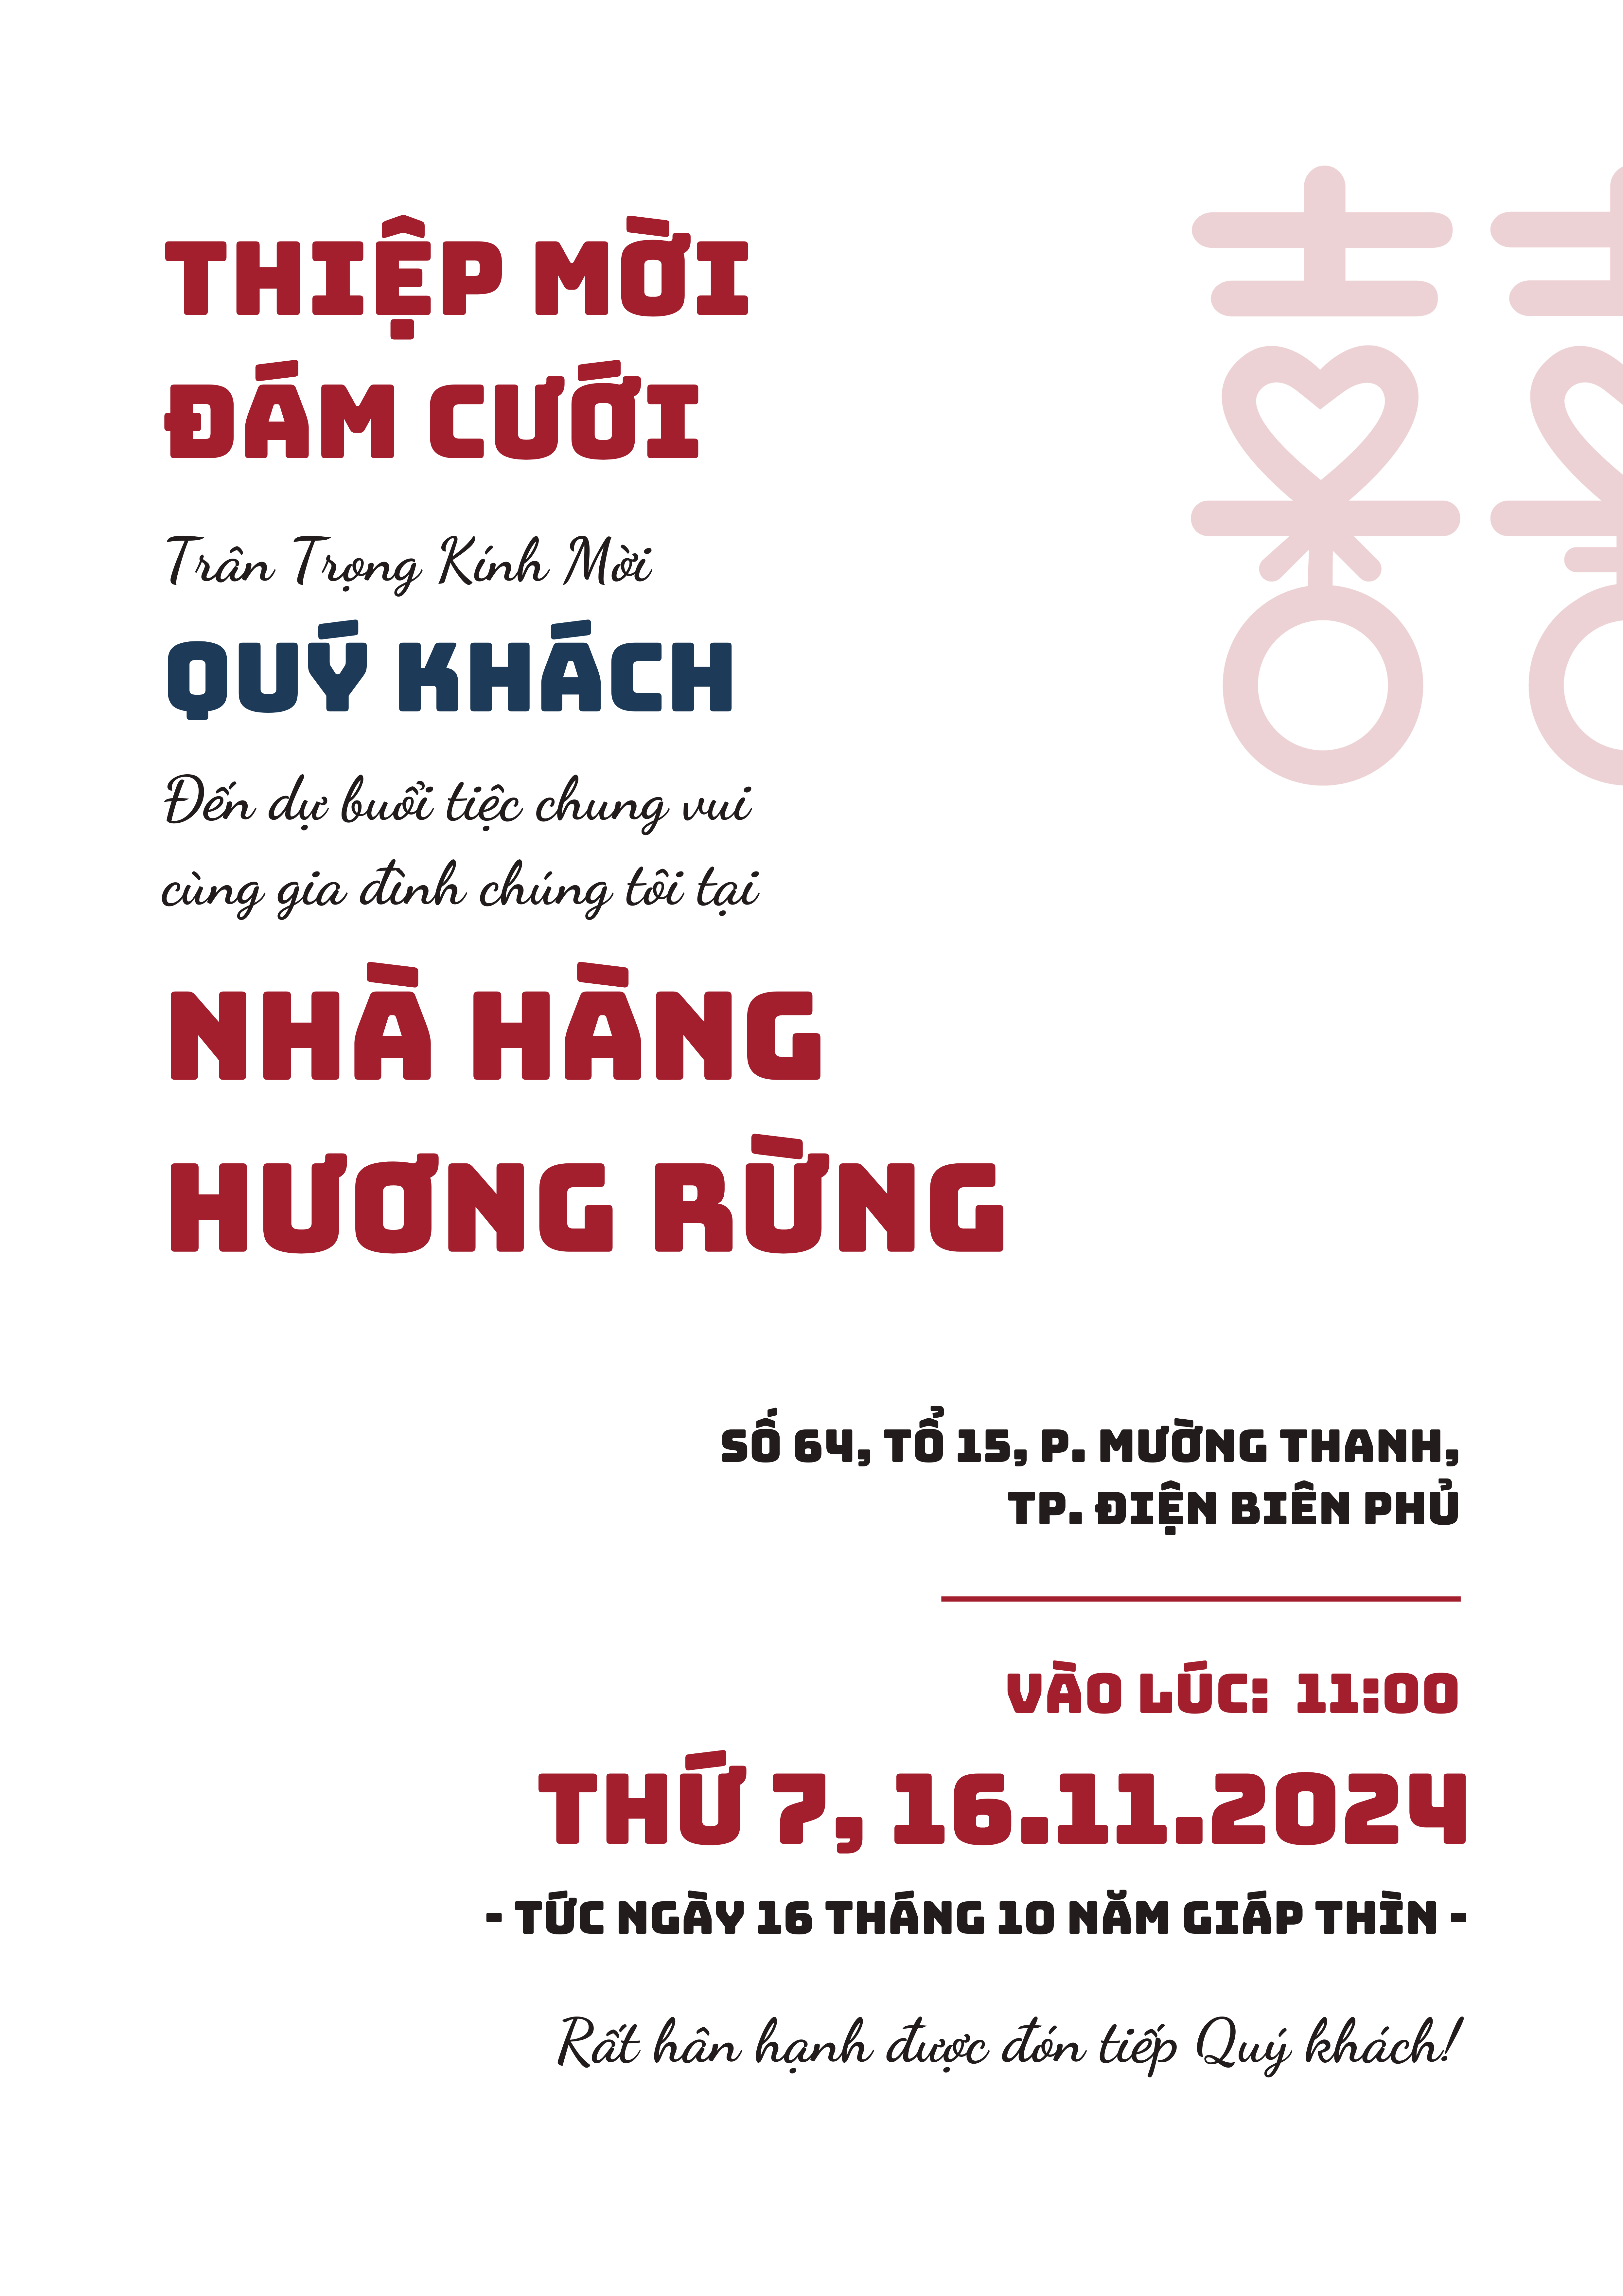 THIỆP MỜI
ĐÁM CƯỚI
Trân Trọng Kính Mời
QUÝ KHÁCH
Đến dự buổi tiệc chung vui
cùng gia đình chúng tôi tại
NHÀ HÀNG
HƯƠNG RỪNG
SỐ 64, TỔ 15, P. MƯỜNG THANH,
TP. ĐIỆN BIÊN PHỦ
VÀO LÚC: 11:00
THỨ 7, 16.11.2024
- TỨC NGÀY 16 THÁNG 10 NĂM GIÁP THÌN -
Rất hân hạnh được đón tiếp Quý khách!